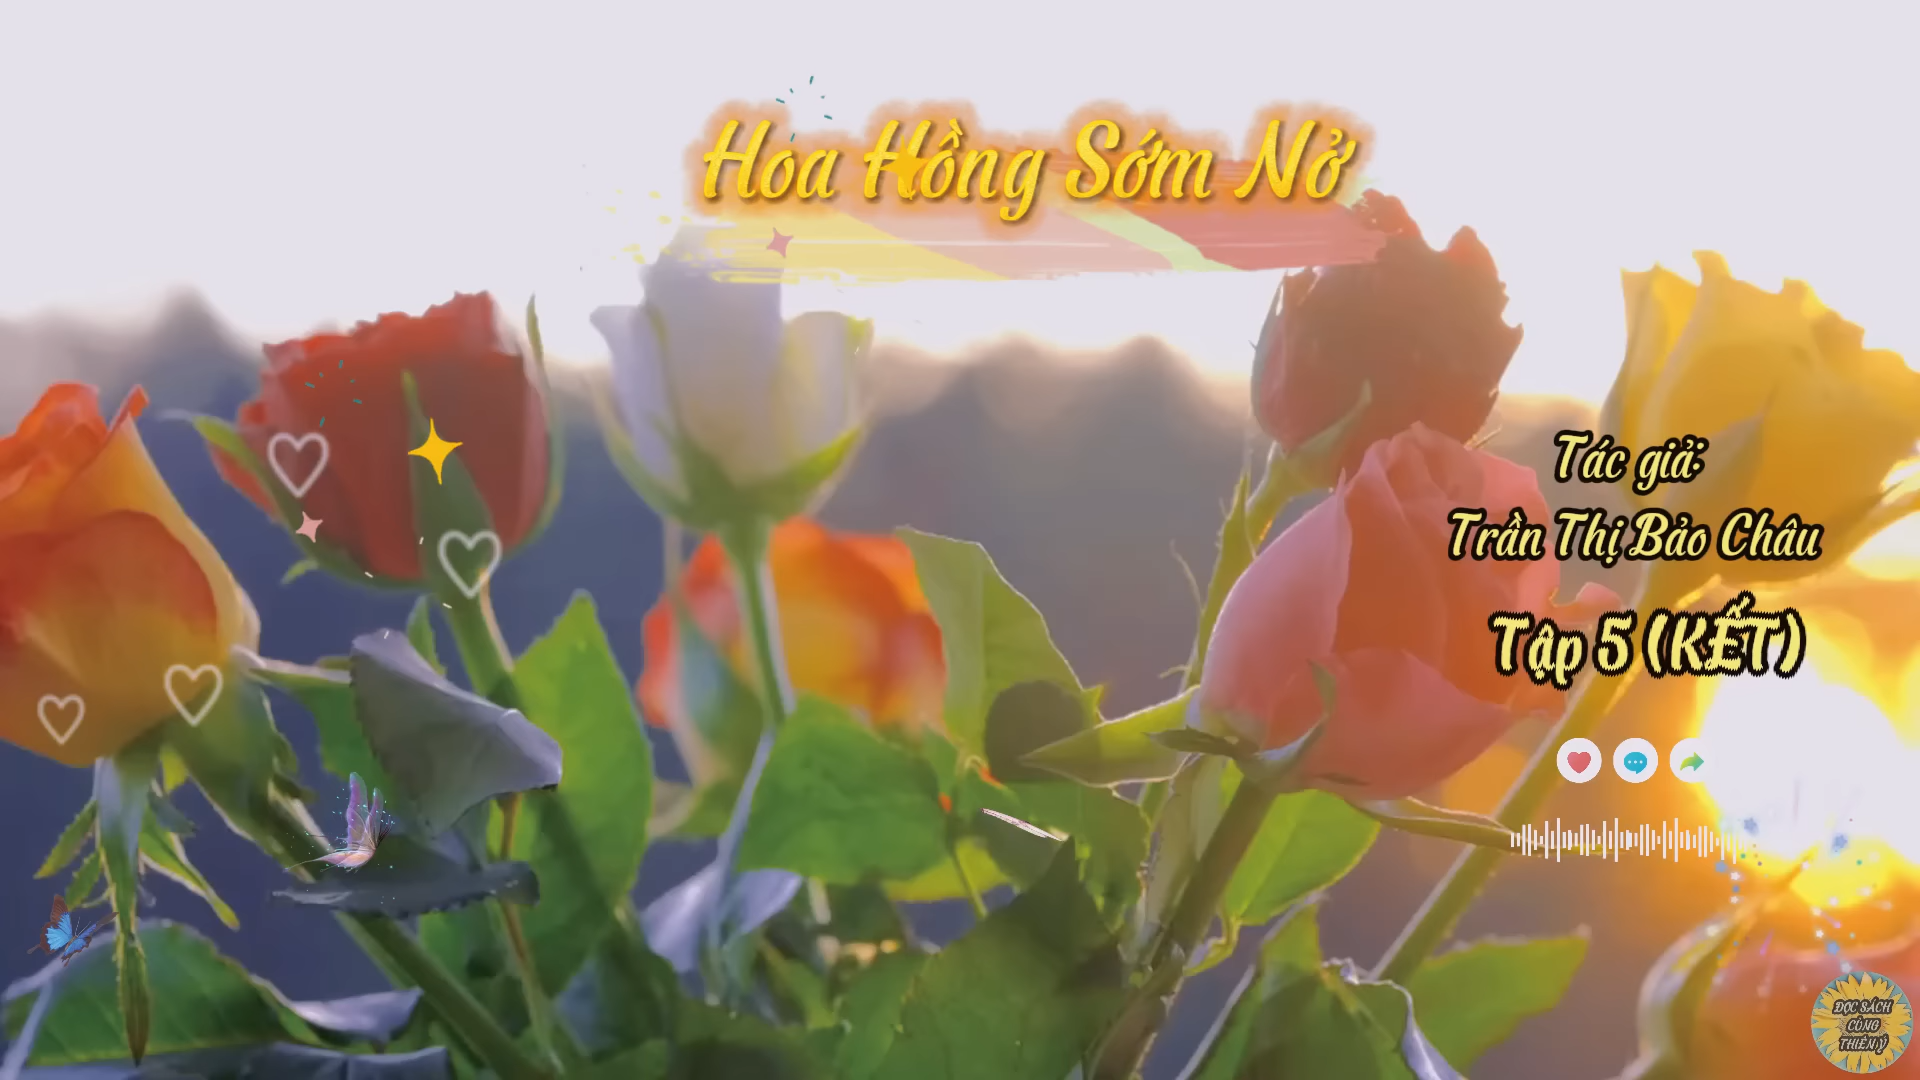 Hoa Hồng Sớm Nở
Tác giả:
Trần Thị Bảo Châu
Tập 5 (KẾT)
ĐỌC SÁCH
CÙNG
THIÊN Ý